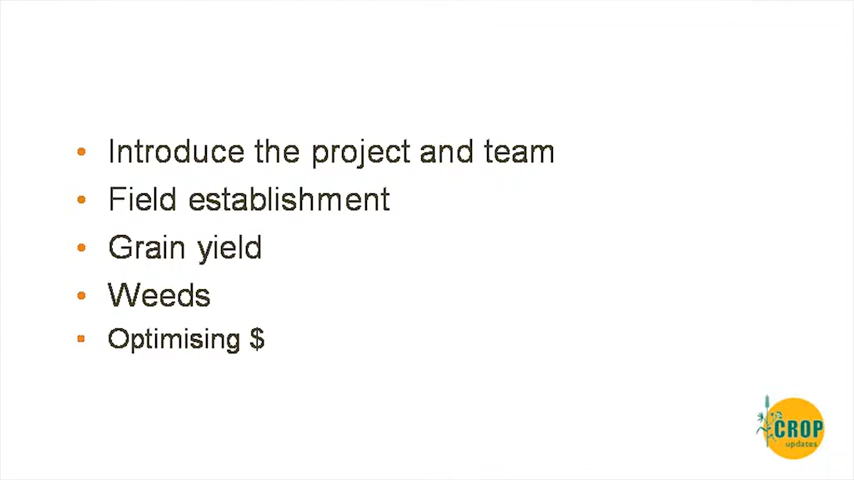 • Introduce the project and team
• Field establishment
• Grain yield
• Weeds
▪ Optimising $
CROP
updates